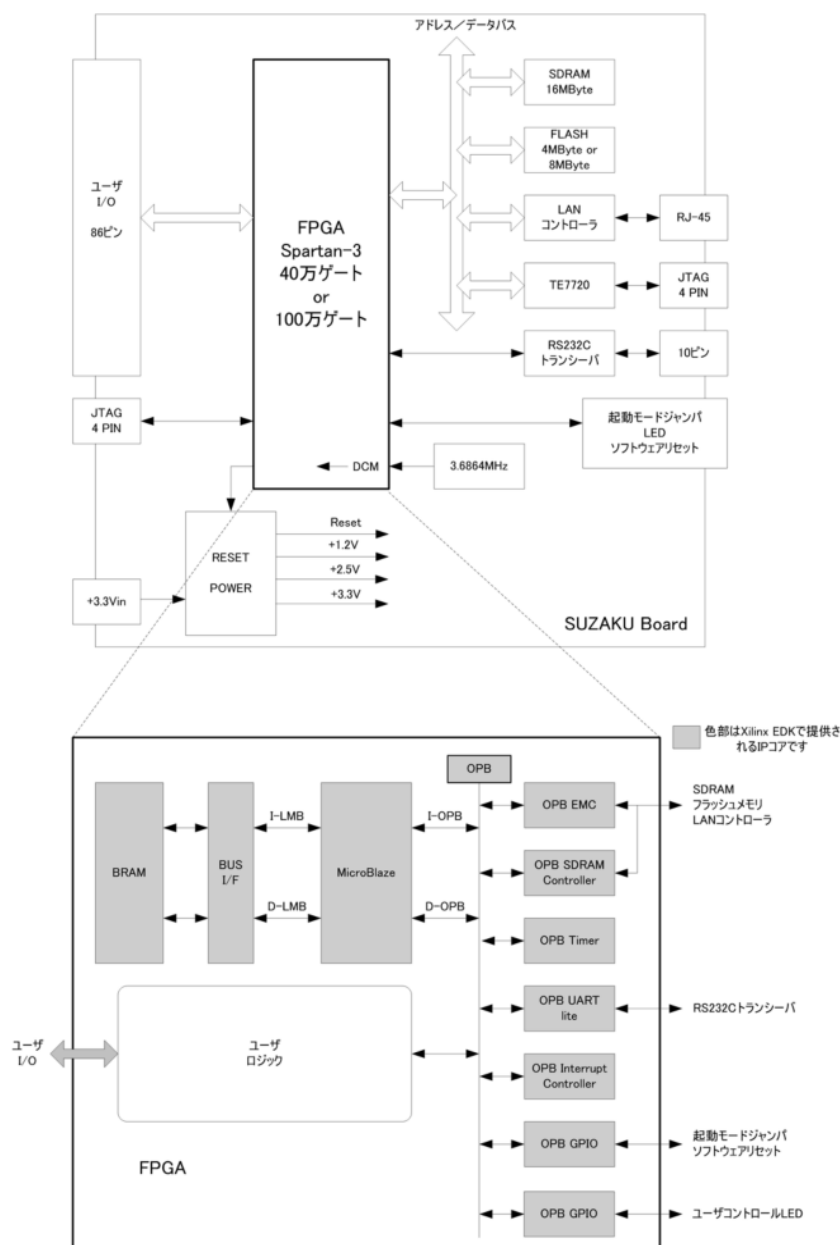 アドレス／データバス
ユーザ
I/O
86ピン
FPGA
Spartan-3
40万ゲート
or
100万ゲート
SDRAM
16MByte
FLASH
4MByte or
8MByte
LAN
コントローラ
RJ-45
TE7720
JTAG
4 PIN
RS232C
トランシーバ
10ピン
JTAG
4 PIN
起動モードジャンパ
LED
ソフトウェアリセット
DCM
3.6864MHz
RESET
POWER
Reset
+1.2V
+2.5V
+3.3V
+3.3Vin
SUZAKU Board
色部はXilinx EDKで提供さ
れるIPコアです
OPB
BRAM
BUS
I/F
I-LMB
D-LMB
MicroBlaze
I-OPB
D-OPB
OPB EMC
SDRAM
フラッシュメモリ
LANコントローラ
OPB SDRAM
Controller
OPB Timer
OPB UART
lite
RS232Cトランシーバ
ユーザ
I/O
ユーザ
ロジック
OPB Interrupt
Controller
OPB GPIO
起動モードジャンパ
ソフトウェアリセット
FPGA
OPB GPIO
ユーザコントロールLED